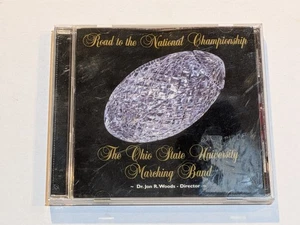 Road to the National Championship
The Ohio State University
Marching Band
~ Dr. Jon R. Woods - Director ~